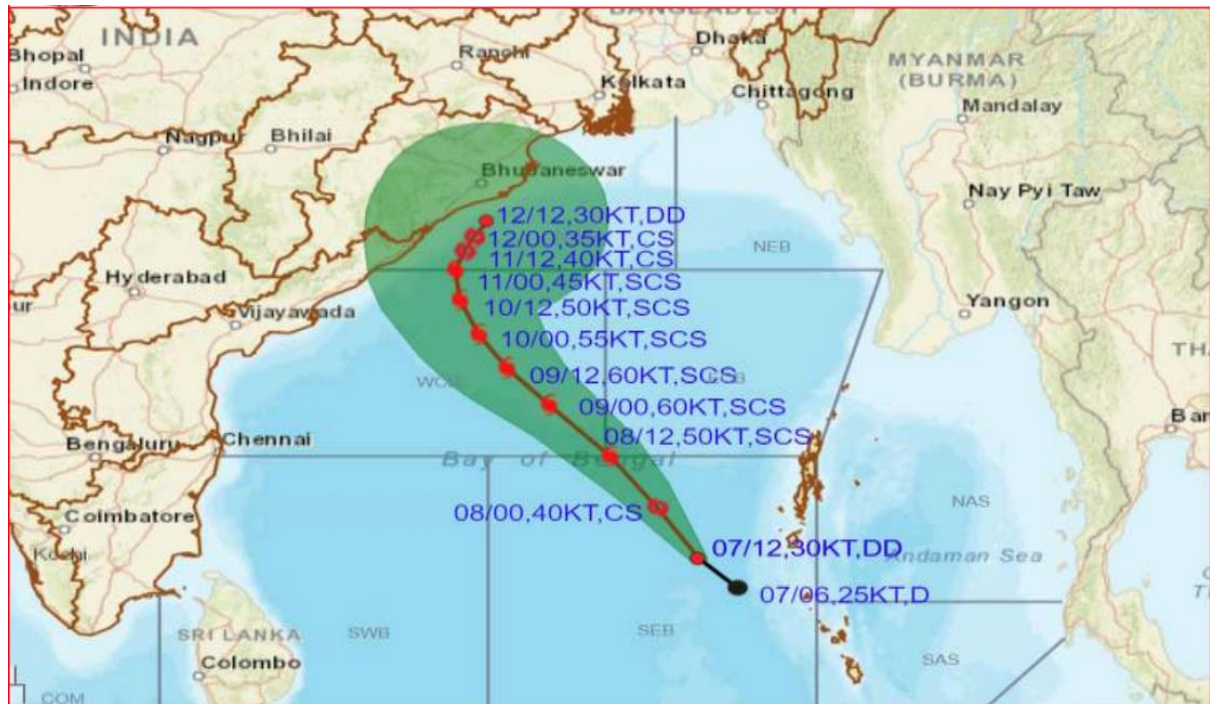 BANGLADESH
INDIA
Bhopal
Ranchi
Dhaka
MYANMAR
(BURMA)
Indore
Kolkata
Chittagong
Mandalay
Nagpur
Bhilai
Bhubaneswar
Nay Pyi Taw
12/12,30KT,DD
12/00,35KT,CS
NEB
11/12,40KT,CS
Hyderabad
11/00,45KT,SCS
Yangon
10/12,50KT,SCS
Vijayawada
10/00,55KT,SCS
THA
09/12,60KT,SCS
09/00,60KT,SCS
Ban
08/12,50KT,SCS
Bengaluru
Chennai
Bay of Bengal
NAS
08/00,40KT,CS
Coimbatore
Kochi
07/12,30KT,DD
Andaman Sea
07/06,25KT,D
SRI LANKA
SWB
SEB
SAS
Colombo
COM